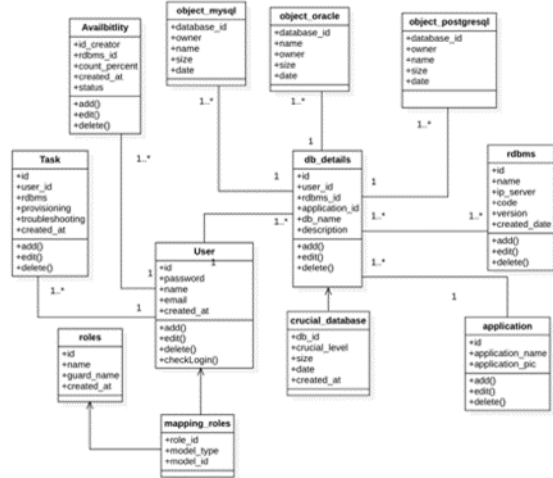 Availbitlity
+id_creator
+rdbms_id
+count_percent
+created_at
+status
+add()
+edit()
+delete()
object_mysql
+database_id
+owner
+name
+size
+date
object_oracle
+database_id
+name
+owner
+size
+date
object_postgresql
+database_id
+owner
+name
+size
+date
1..*
1..*
1..*
1..*
1
1
1
Task
+id
+user_id
+rdbms
+provisioning
+troubleshooting
+created_at
+add()
+edit()
+delete()
db_details
+id
+user_id
+rdbms_id
+application_id
+db_name
+description
+add()
+edit()
+delete()
rdbms
+id
+name
+ip_server
+code
+version
+created_date
+add()
+edit()
+delete()
1..*
1..*
1..*
1..*
User
+id
+password
+name
+email
+created_at
+add()
+edit()
+delete()
+checkLogin()
1
1
1..*
1
1
roles
+id
+name
+guard_name
+created_at
crucial_database
+db_id
+crucial_level
+size
+date
+created_at
application
+id
+application_name
+application_pic
+add()
+edit()
+delete()
mapping_roles
+role_id
+model_type
+model_id